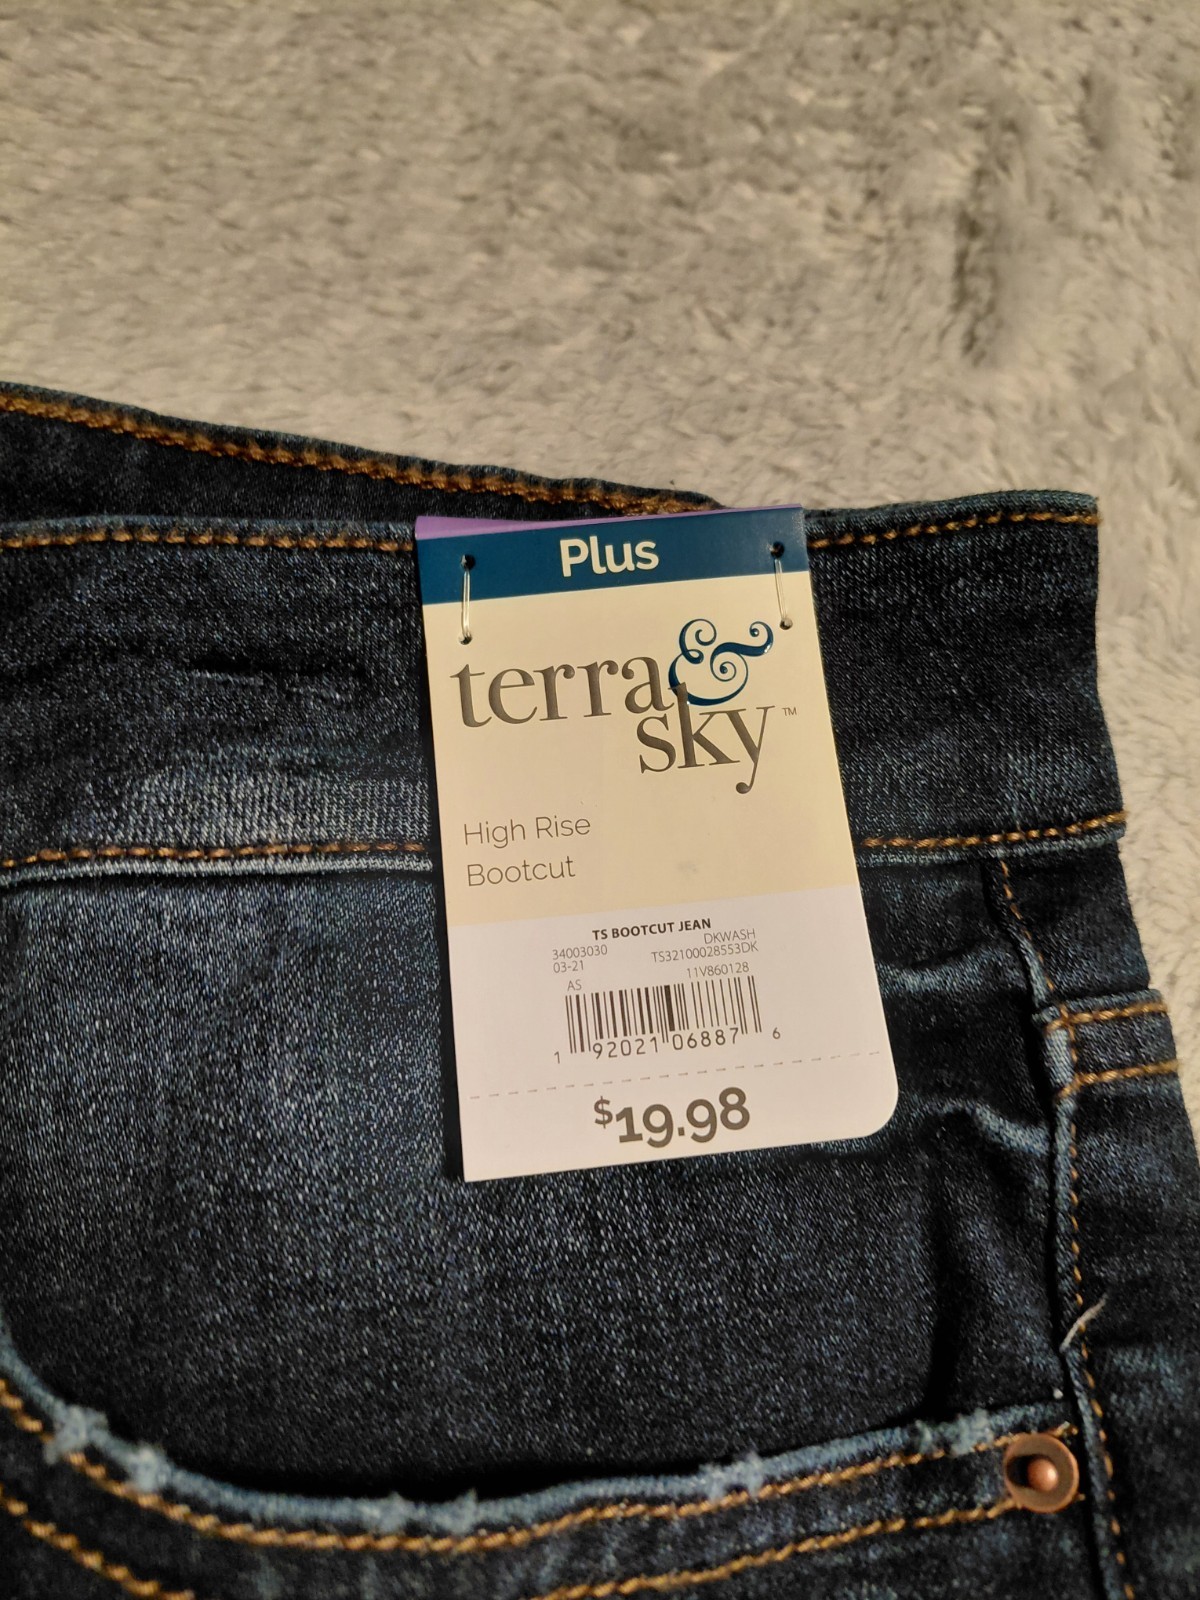 Plus
terra &
sky™
High Rise
Bootcut
TS BOOTCUT JEAN
34003030 DKWASH
03-21 TS32100028553DK
AS 11V860128
1 92021 06887 6
$19.98